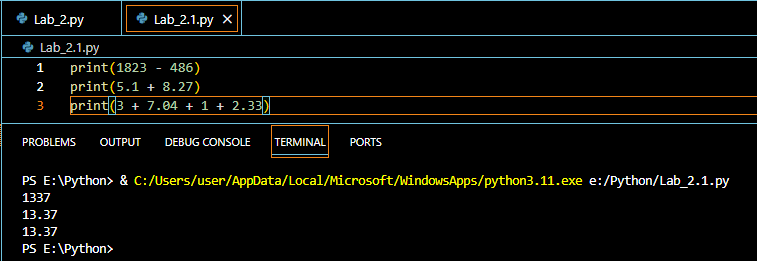 Lab_2.py Lab_2.1.py
Lab_2.1.py
1 print(1823 - 486)
2 print(5.1 + 8.27)
3 print(3 + 7.04 + 1 + 2.33)
PROBLEMS OUTPUT DEBUG CONSOLE TERMINAL PORTS
PS E:\Python> & C:/Users/user/AppData/Local/Microsoft/WindowsApps/python3.11.exe e:/Python/Lab_2.1.py
1337
13.37
13.37
PS E:\Python>